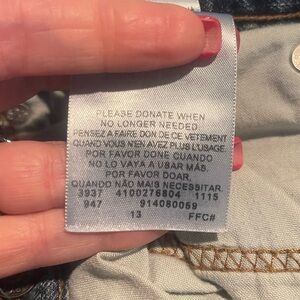 PLEASE DONATE WHEN
NO LONGER NEEDED
PENSEZ A FAIRE DON DE CE VETEMENT
QUAND VOUS N'EN AVEZ PLUS L'USAGE.
POR FAVOR DONE CUANDO
NO LO VAYA A USAR MÁS.
POR FAVOR DOAR,
QUANDO NÃO MAIS NECESSITAR.
3937 4100276804 1115
947 914080059
13 FFC#